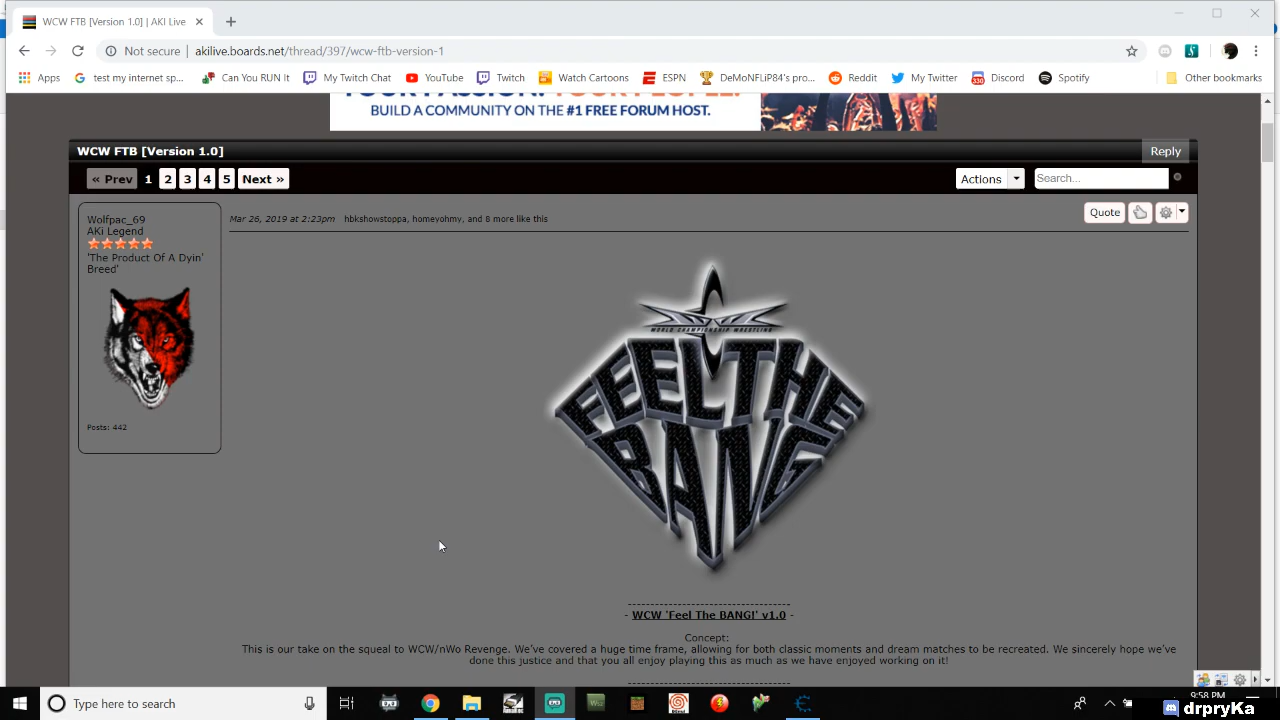 WCW FTB [Version 1.0] | AKI Live
Not secure | akilive.boards.net/thread/397/wcw-ftb-version-1
Apps test my internet sp... Can You RUN It My Twitch Chat YouTube Twitch Watch Cartoons ESPN DeMoNFLiP84's pro... Reddit My Twitter Discord Spotify Other bookmarks
BUILD A COMMUNITY ON THE #1 FREE FORUM HOST.
WCW FTB [Version 1.0] Reply
« Prev 1 2 3 4 5 Next » Actions Search...
Wolfpac_69
AKi Legend
'The Product Of A Dyin'
Breed'
Posts: 442
Mar 26, 2019 at 2:23pm hbkshowstoppa, homeyohmy, and 8 more like this Quote
WORLD CHAMPIONSHIP WRESTLING
FEEL THE
BANG
- WCW 'Feel The BANG!' v1.0 -
Concept:
This is our take on the squeal to WCW/nWo Revenge. We've covered a huge time frame, allowing for both classic moments and dream matches to be recreated. We sincerely hope we've
done this justice and that you all enjoy playing this as much as we have enjoyed working on it!
Type here to search
9:58 PM
drpryka